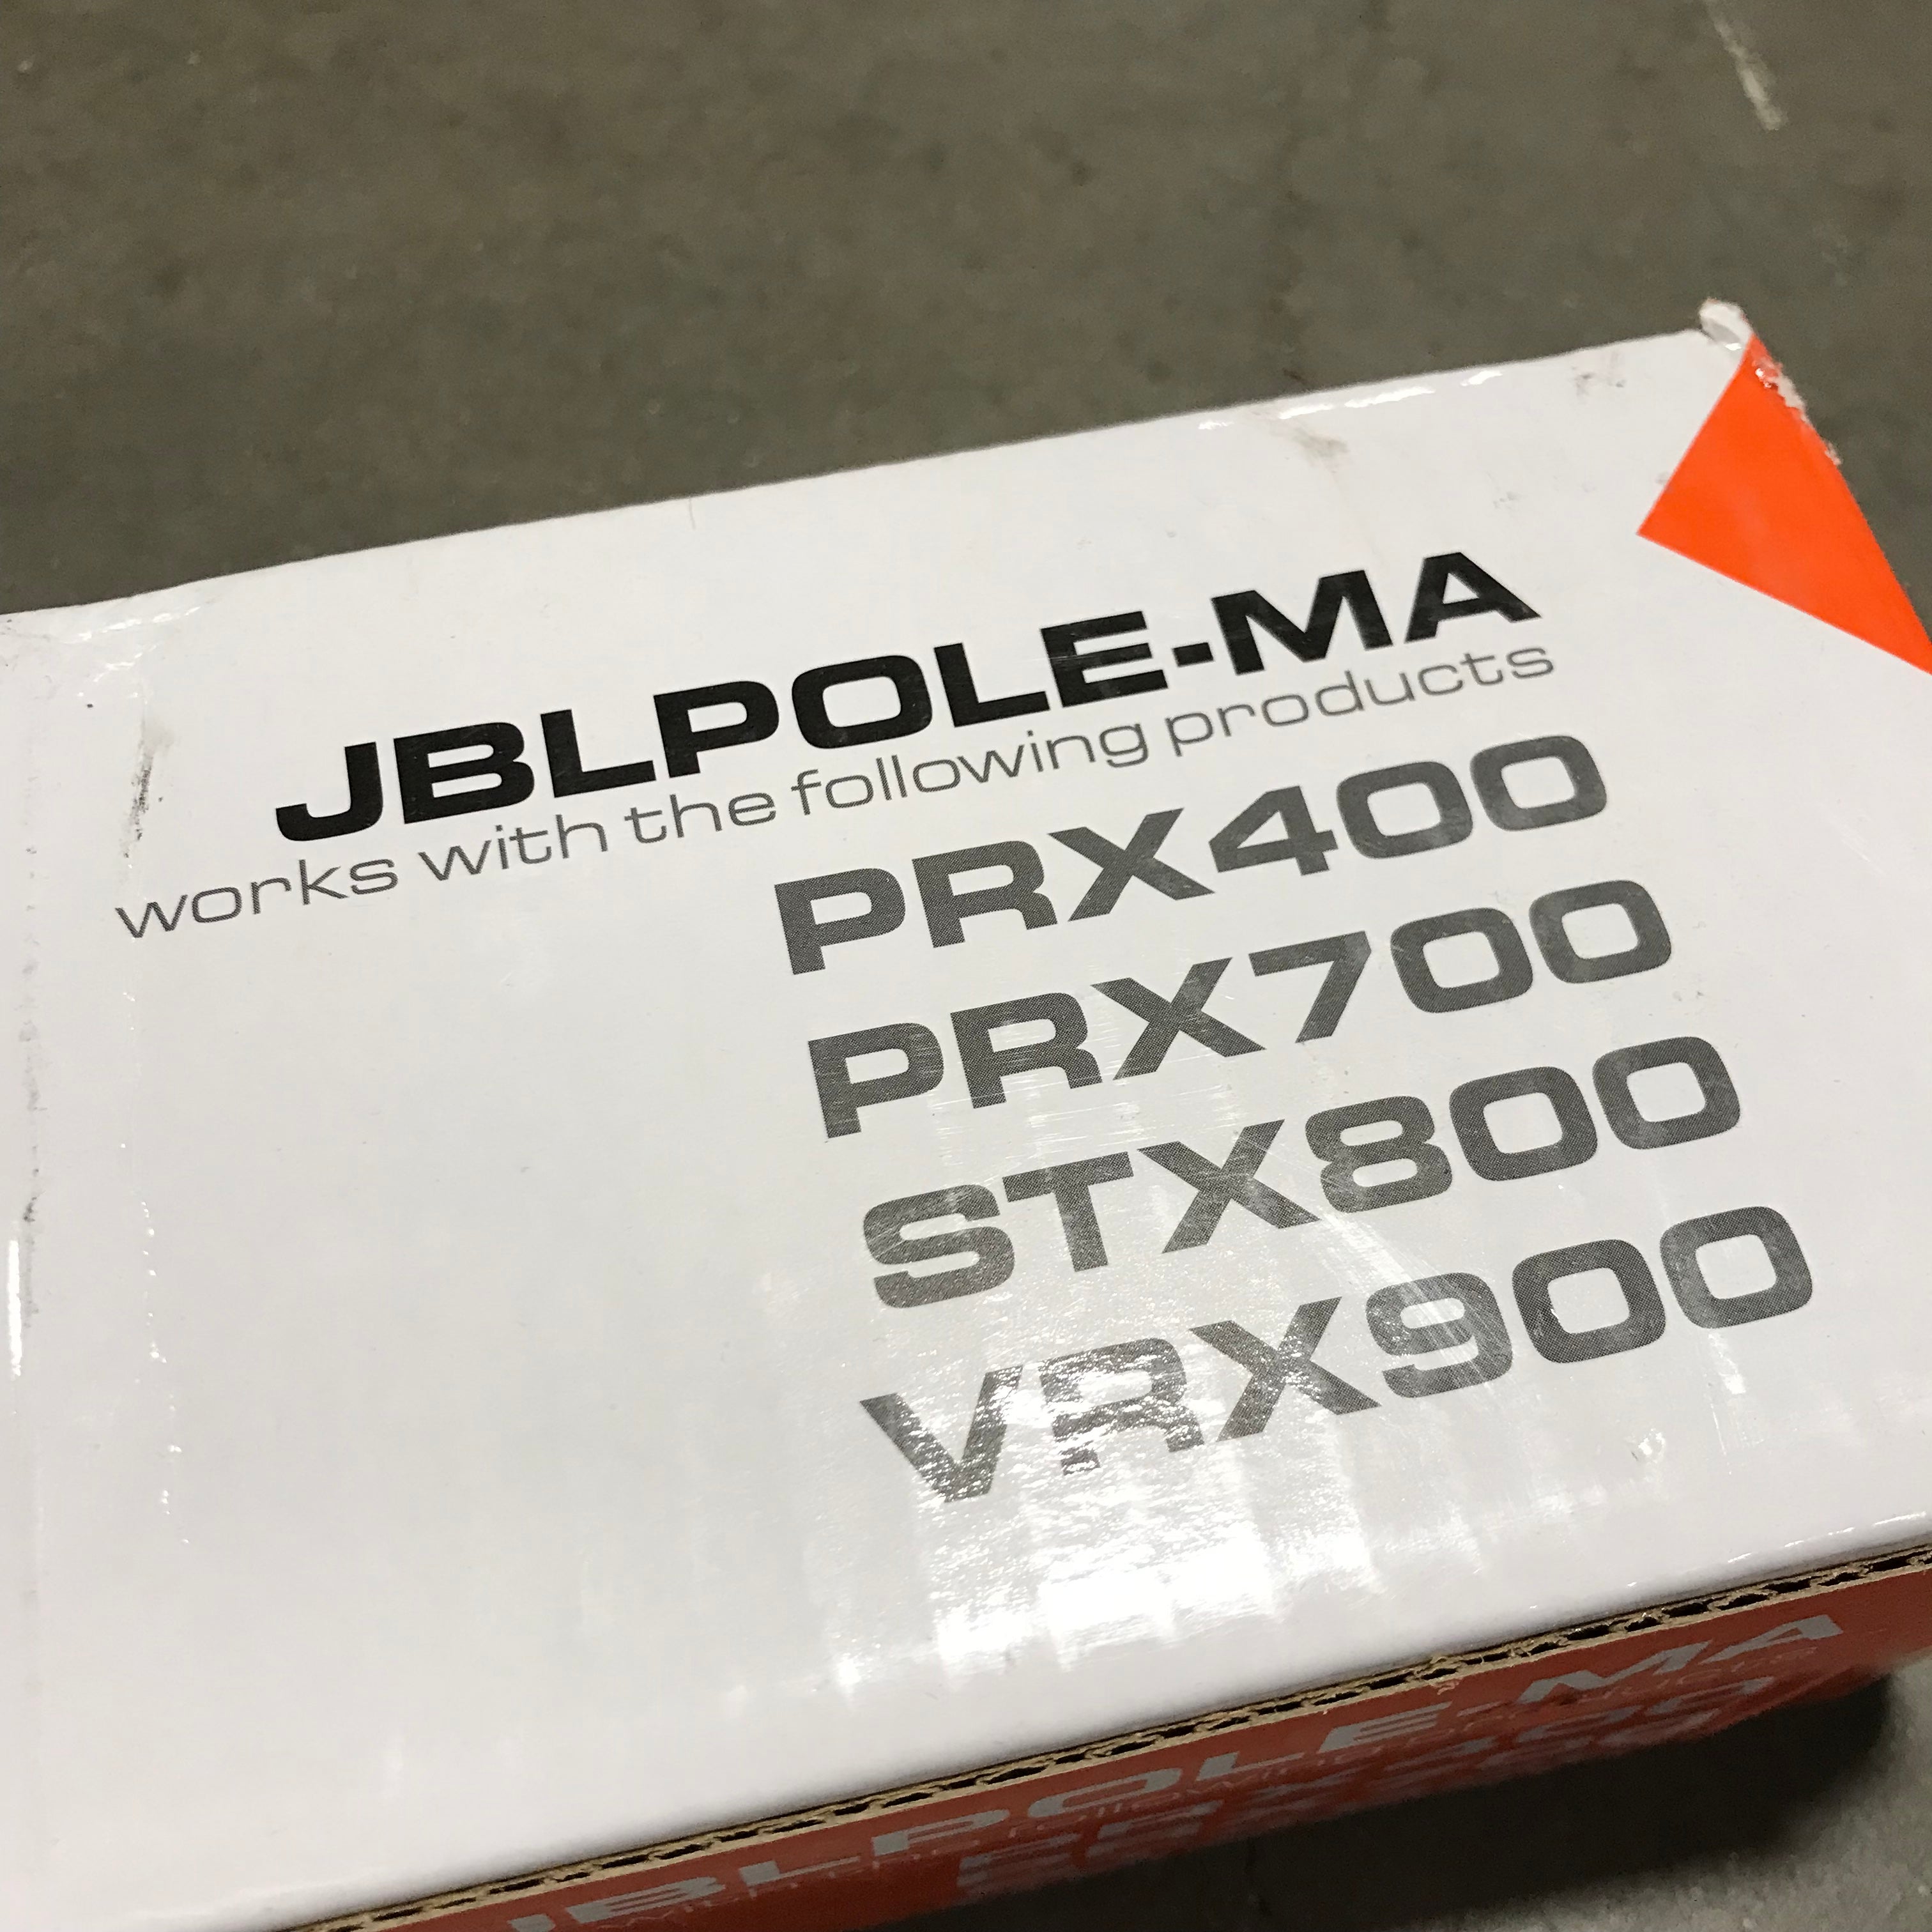 JBLPOLE-MA
works with the following products
PRX400
PRX700
STX800
VRX900
JBLPOLE-MA